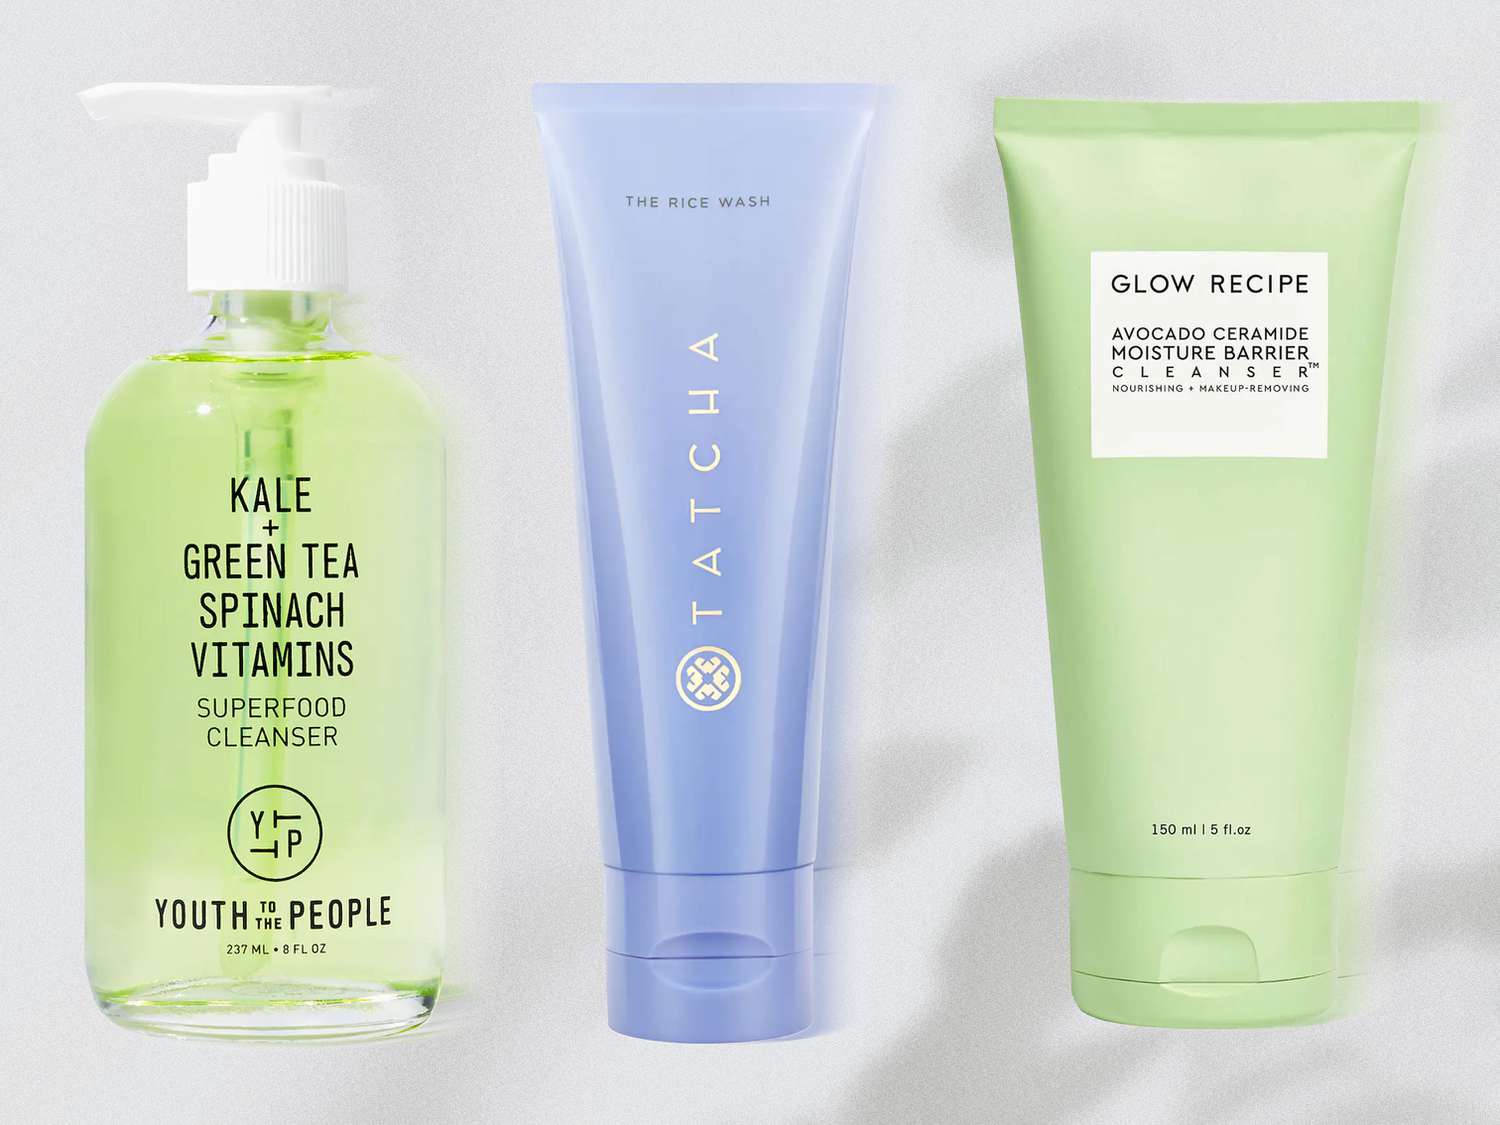 KALE
+
GREEN TEA
SPINACH
VITAMINS
SUPERFOOD
CLEANSER
YTTP
YOUTH TO THE PEOPLE
237 ML • 8 FL OZ
THE RICE WASH
TATCHA
GLOW RECIPE
AVOCADO CERAMIDE
MOISTURE BARRIER
CLEANSER™
NOURISHING + MAKEUP-REMOVING
150 ml | 5 fl.oz